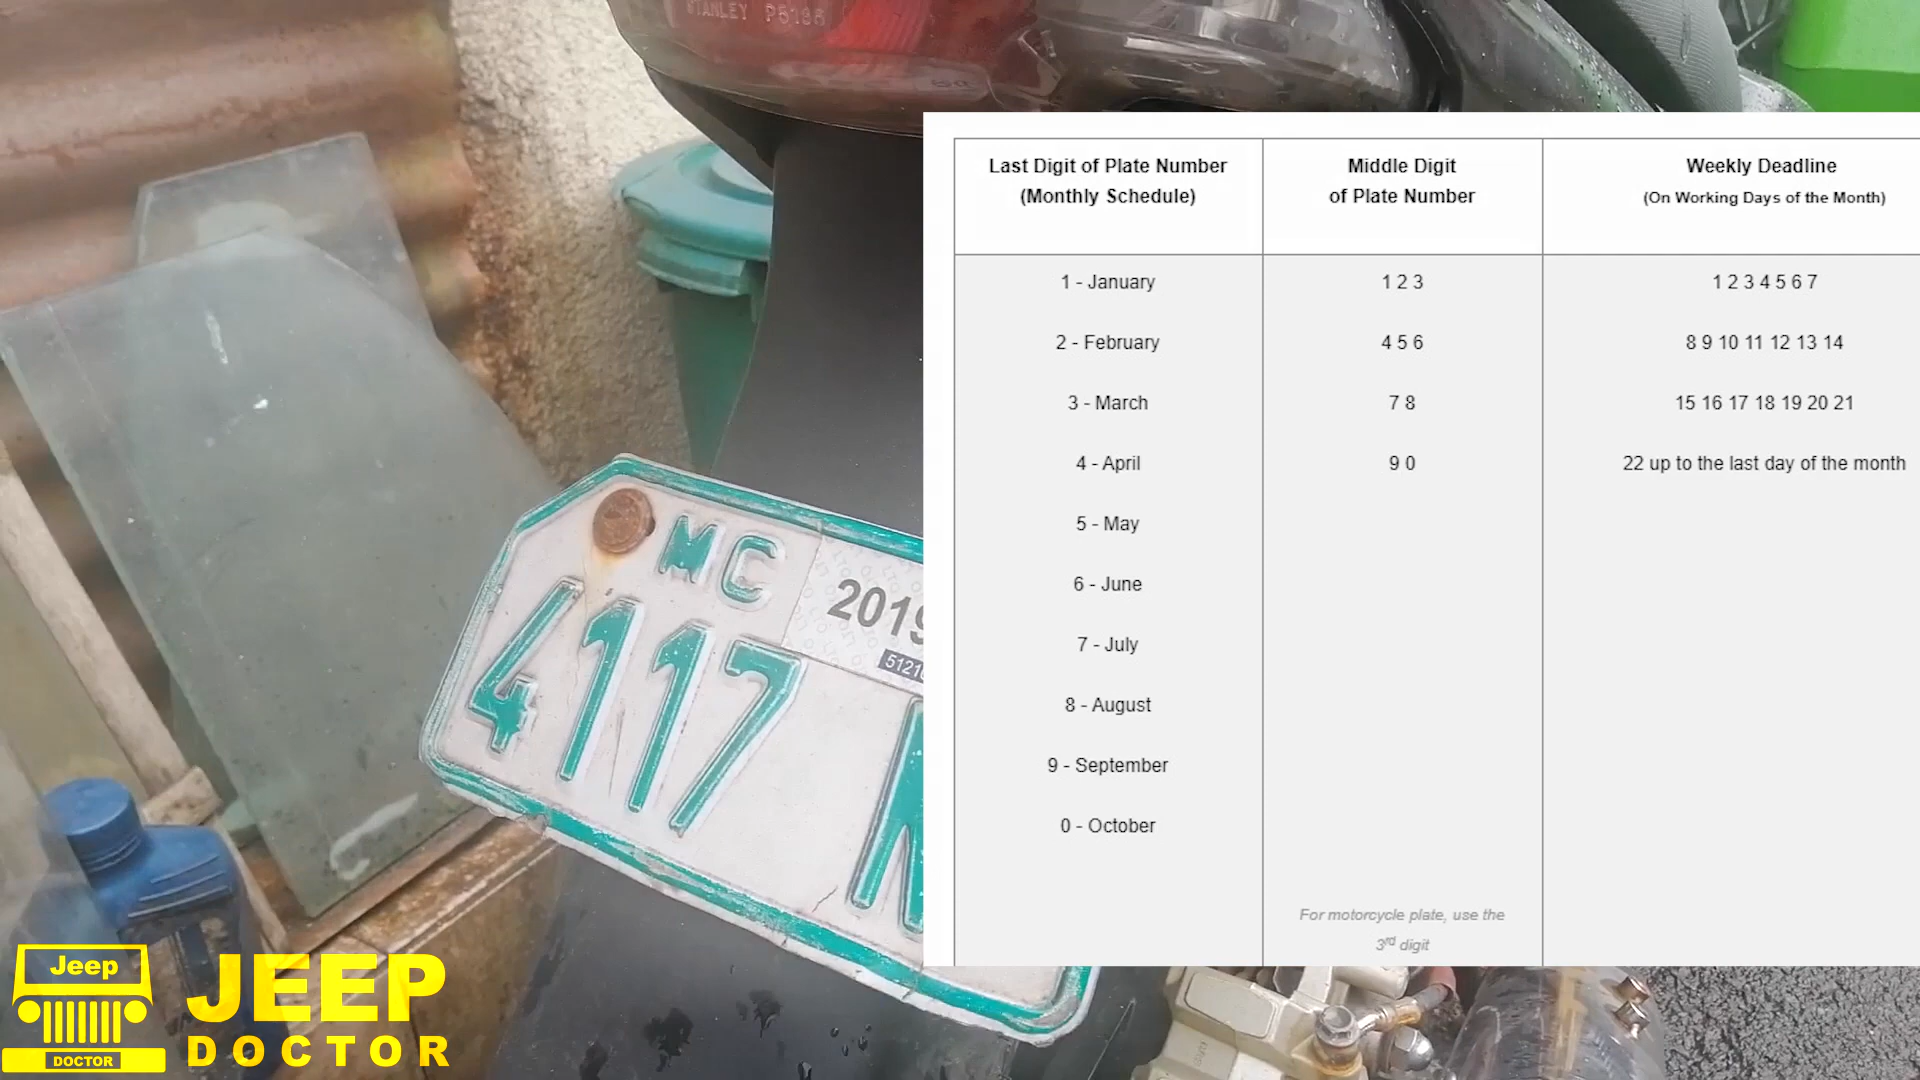 STANLEY P5136
MC
2019
5121
4117
Last Digit of Plate Number
(Monthly Schedule)
Middle Digit
of Plate Number
Weekly Deadline
(On Working Days of the Month)
1 - January
1 2 3
1 2 3 4 5 6 7
2 - February
4 5 6
8 9 10 11 12 13 14
3 - March
7 8
15 16 17 18 19 20 21
4 - April
9 0
22 up to the last day of the month
5 - May
6 - June
7 - July
8 - August
9 - September
0 - October
For motorcycle plate, use the
3rd digit
Jeep
DOCTOR
JEEP
DOCTOR